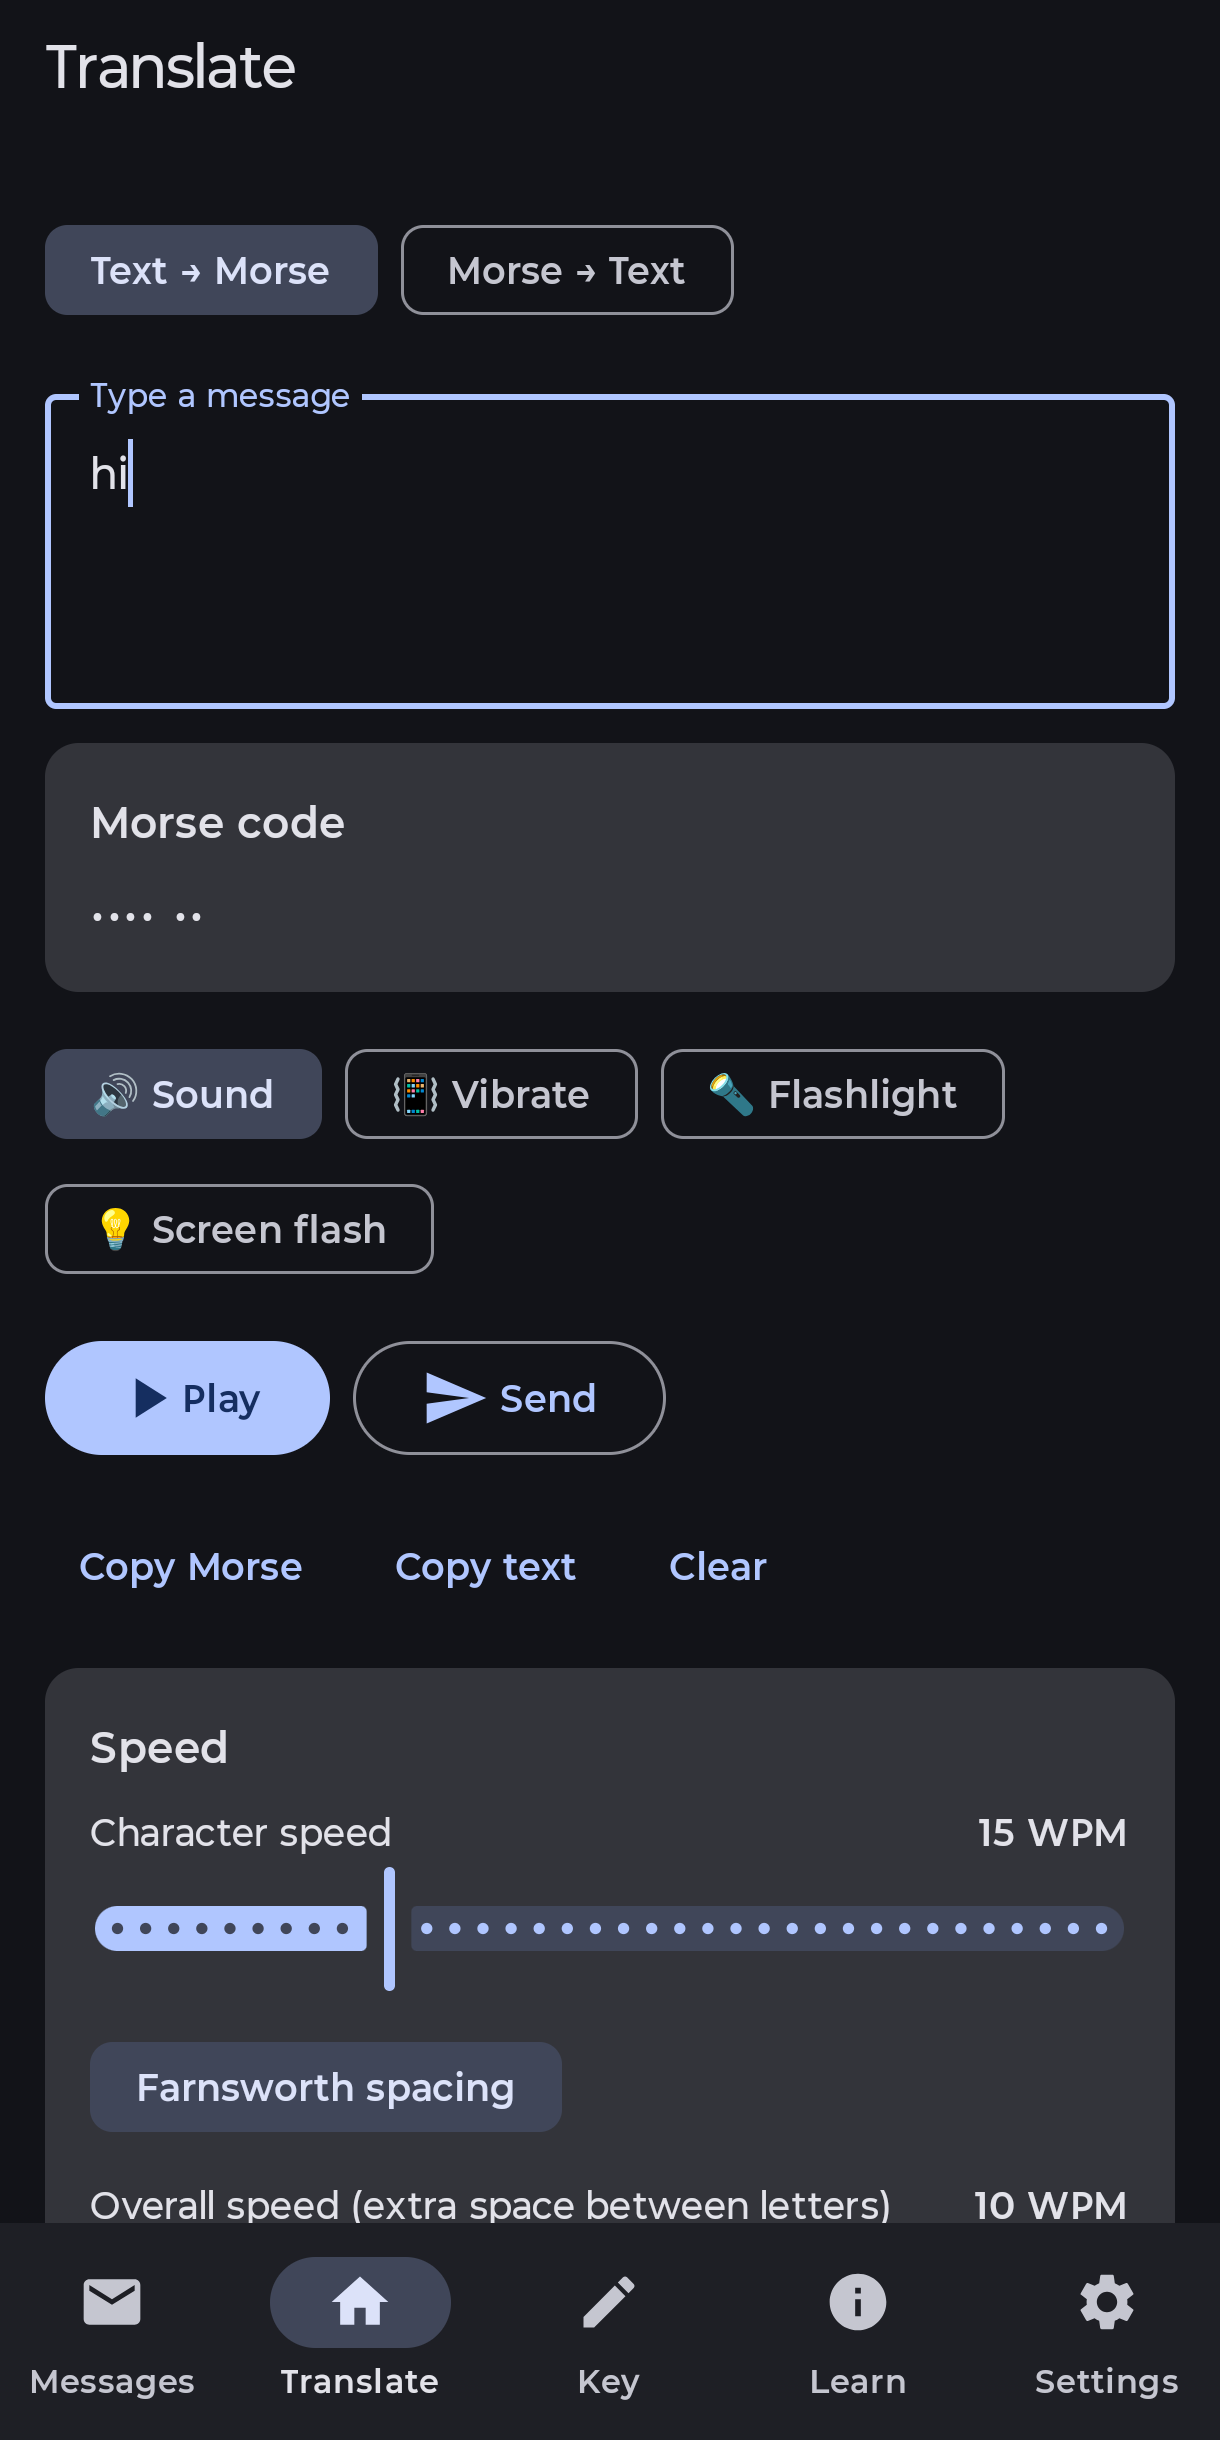 Translate
Text → Morse
Morse → Text
Type a message
hi
Morse code
.... ..
🔊 Sound
📳 Vibrate
🔦 Flashlight
💡 Screen flash
Play
Send
Copy Morse
Copy text
Clear
Speed
Character speed
15 WPM
Farnsworth spacing
Overall speed (extra space between letters)
10 WPM
Messages
Translate
Key
Learn
Settings